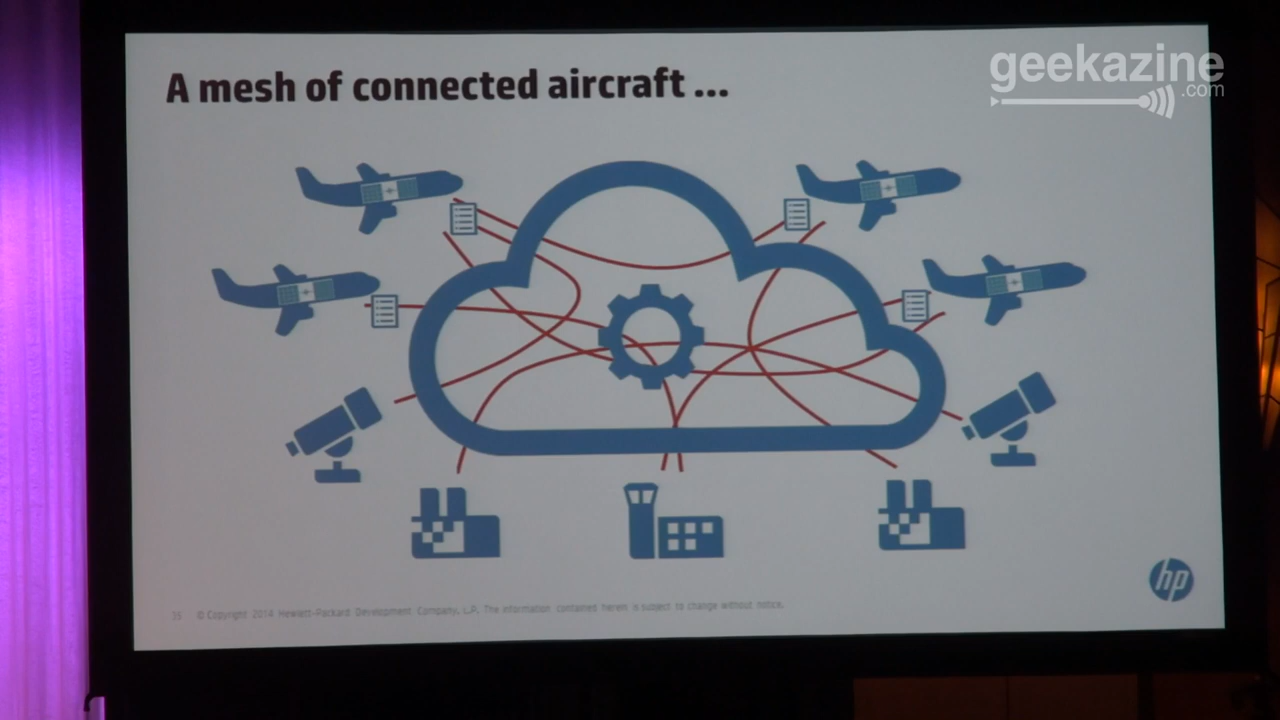 A mesh of connected aircraft ...
geekazine
.com
hp
35 © Copyright 2014 Hewlett-Packard Development Company, L.P. The information contained herein is subject to change without notice.